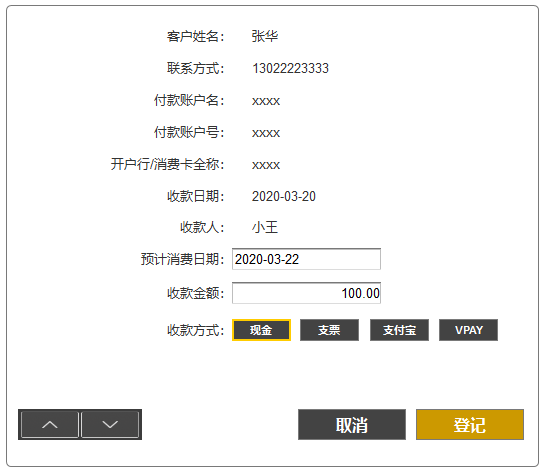 客户姓名： 张华
联系方式： 13022223333
付款账户名： xxxx
付款账户号： xxxx
开户行/消费卡全称： xxxx
收款日期： 2020-03-20
收款人： 小王
预计消费日期： 2020-03-22
收款金额： 100.00
收款方式： 现金 支票 支付宝 VPAY
取消 登记